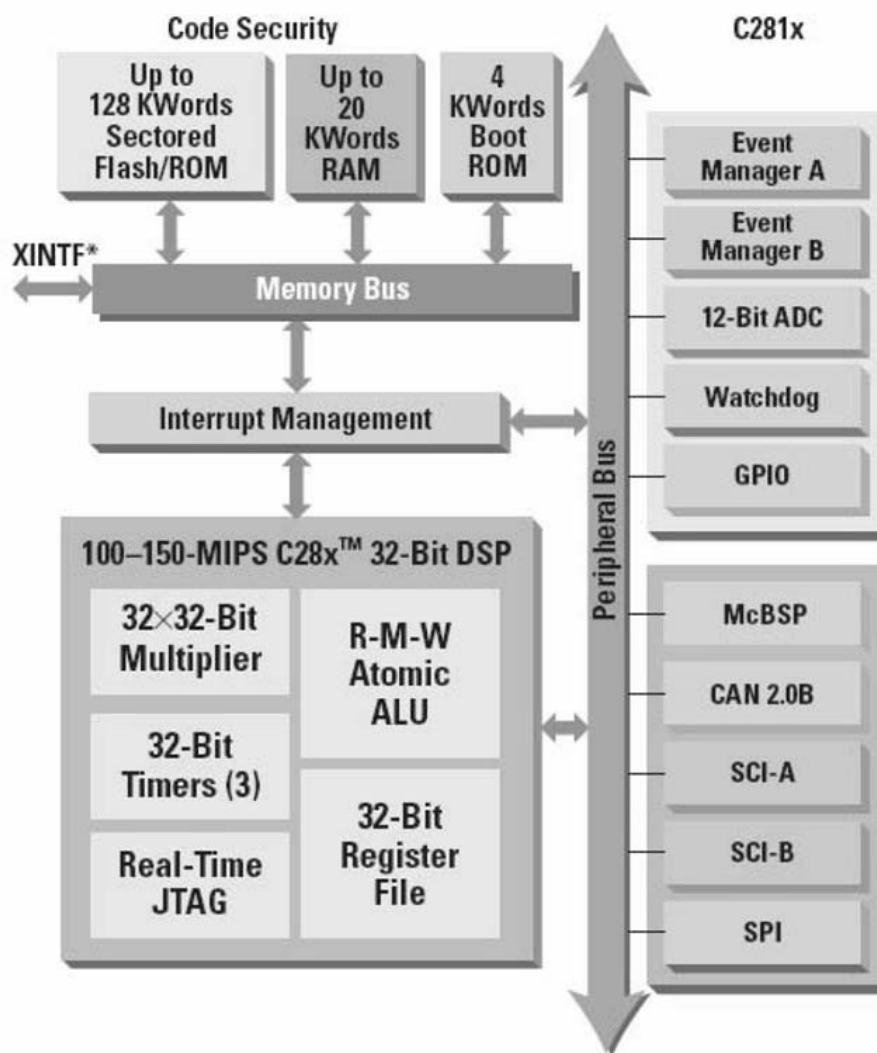 Code Security
C281x
Up to
128 KWords
Sectored
Flash/ROM
Up to
20
KWords
RAM
4
KWords
Boot
ROM
XINTF*
Memory Bus
Interrupt Management
100–150-MIPS C28x™ 32-Bit DSP
32×32-Bit
Multiplier
R-M-W
Atomic
ALU
32-Bit
Timers (3)
32-Bit
Register
File
Real-Time
JTAG
Peripheral Bus
Event
Manager A
Event
Manager B
12-Bit ADC
Watchdog
GPIO
McBSP
CAN 2.0B
SCI-A
SCI-B
SPI